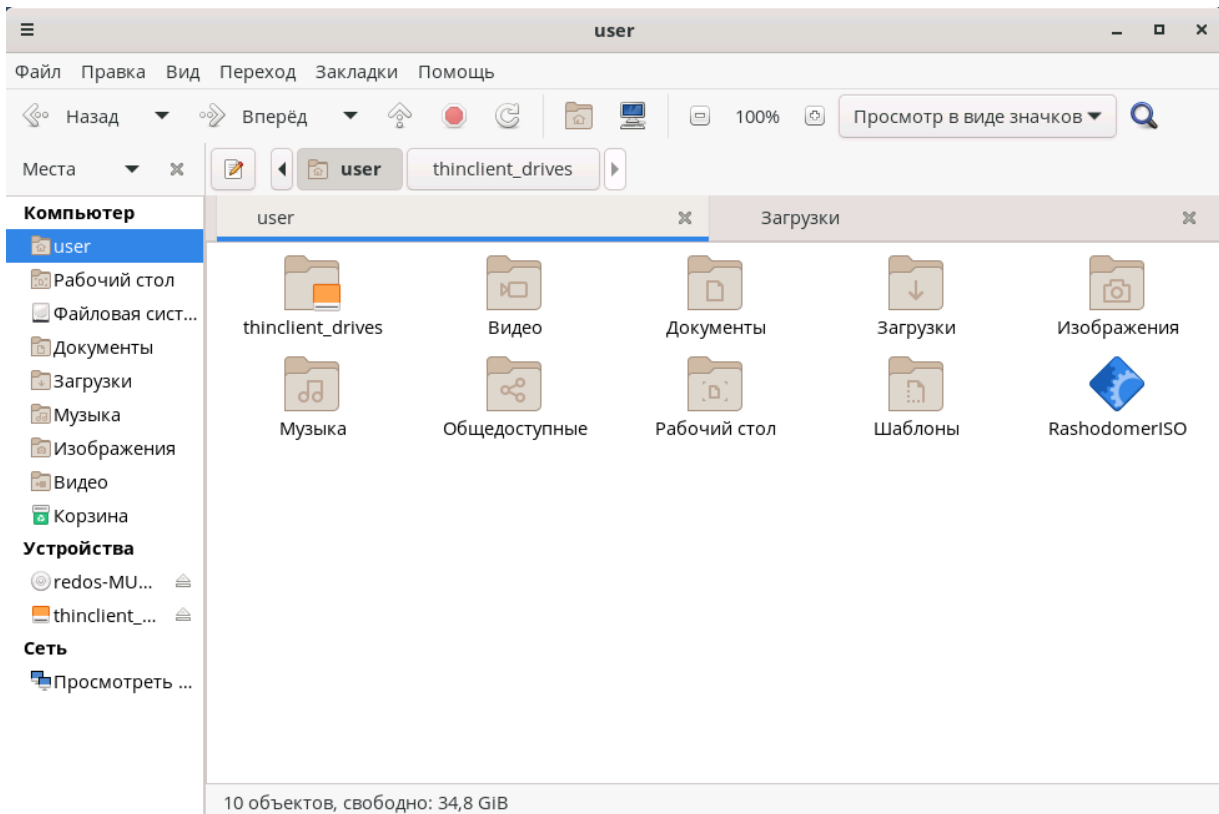 user
Файл Правка Вид Переход Закладки Помощь
Назад Вперёд 100% Просмотр в виде значков
Места user thinclient_drives
Компьютер
user
Рабочий стол
Файловая сист...
Документы
Загрузки
Музыка
Изображения
Видео
Корзина
Устройства
redos-MU...
thinclient_...
Сеть
Просмотреть ...
user Загрузки
thinclient_drives Видео Документы Загрузки Изображения
Музыка Общедоступные Рабочий стол Шаблоны RashodomerISO
10 объектов, свободно: 34,8 GiB